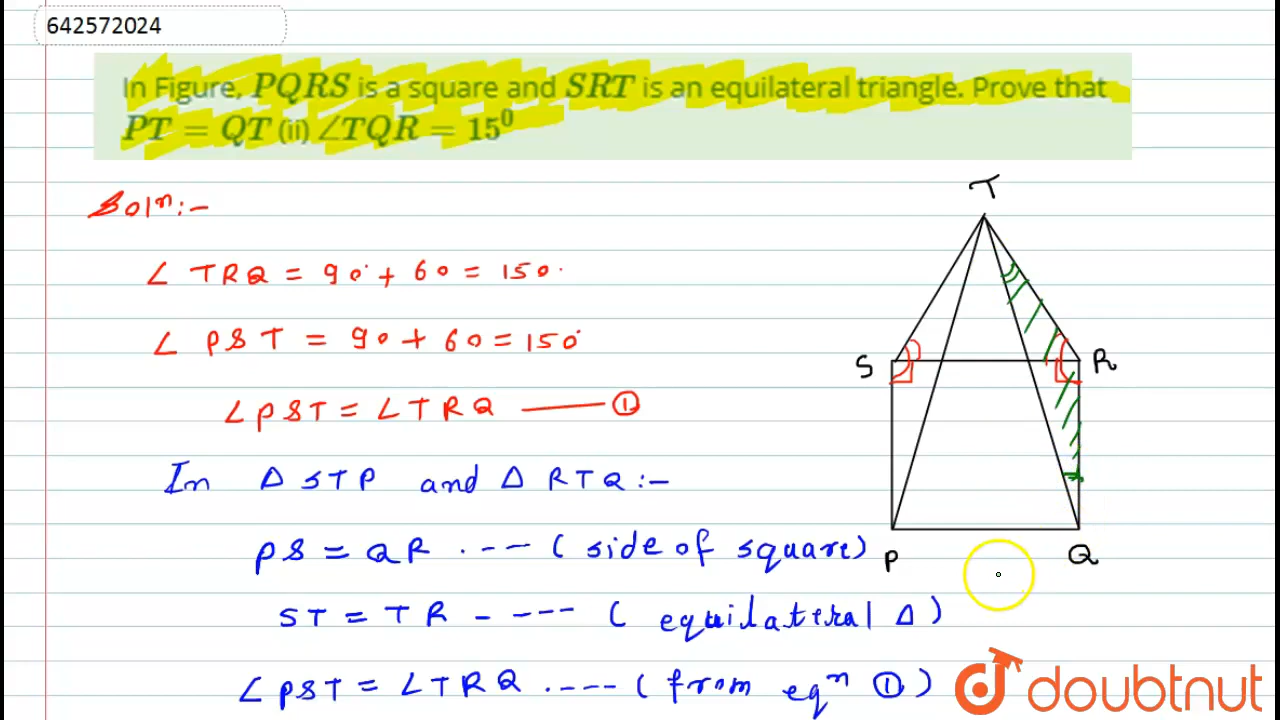 642572024
In Figure, PQRS is a square and SRT is an equilateral triangle. Prove that
PT = QT (ii) ∠TQR = 15⁰
Solⁿ:-
∠ TRQ = 90° + 60 = 150°
∠ PST = 90 + 60 = 150°
∠PST = ∠TRQ —— ①
In Δ STP and Δ RTQ :-
PS = QR .--- ( side of square)
ST = TR - --- ( equilateral Δ )
∠PST = ∠TRQ .---- ( from eqⁿ ① )
T
S
R
P
Q
doubtnut